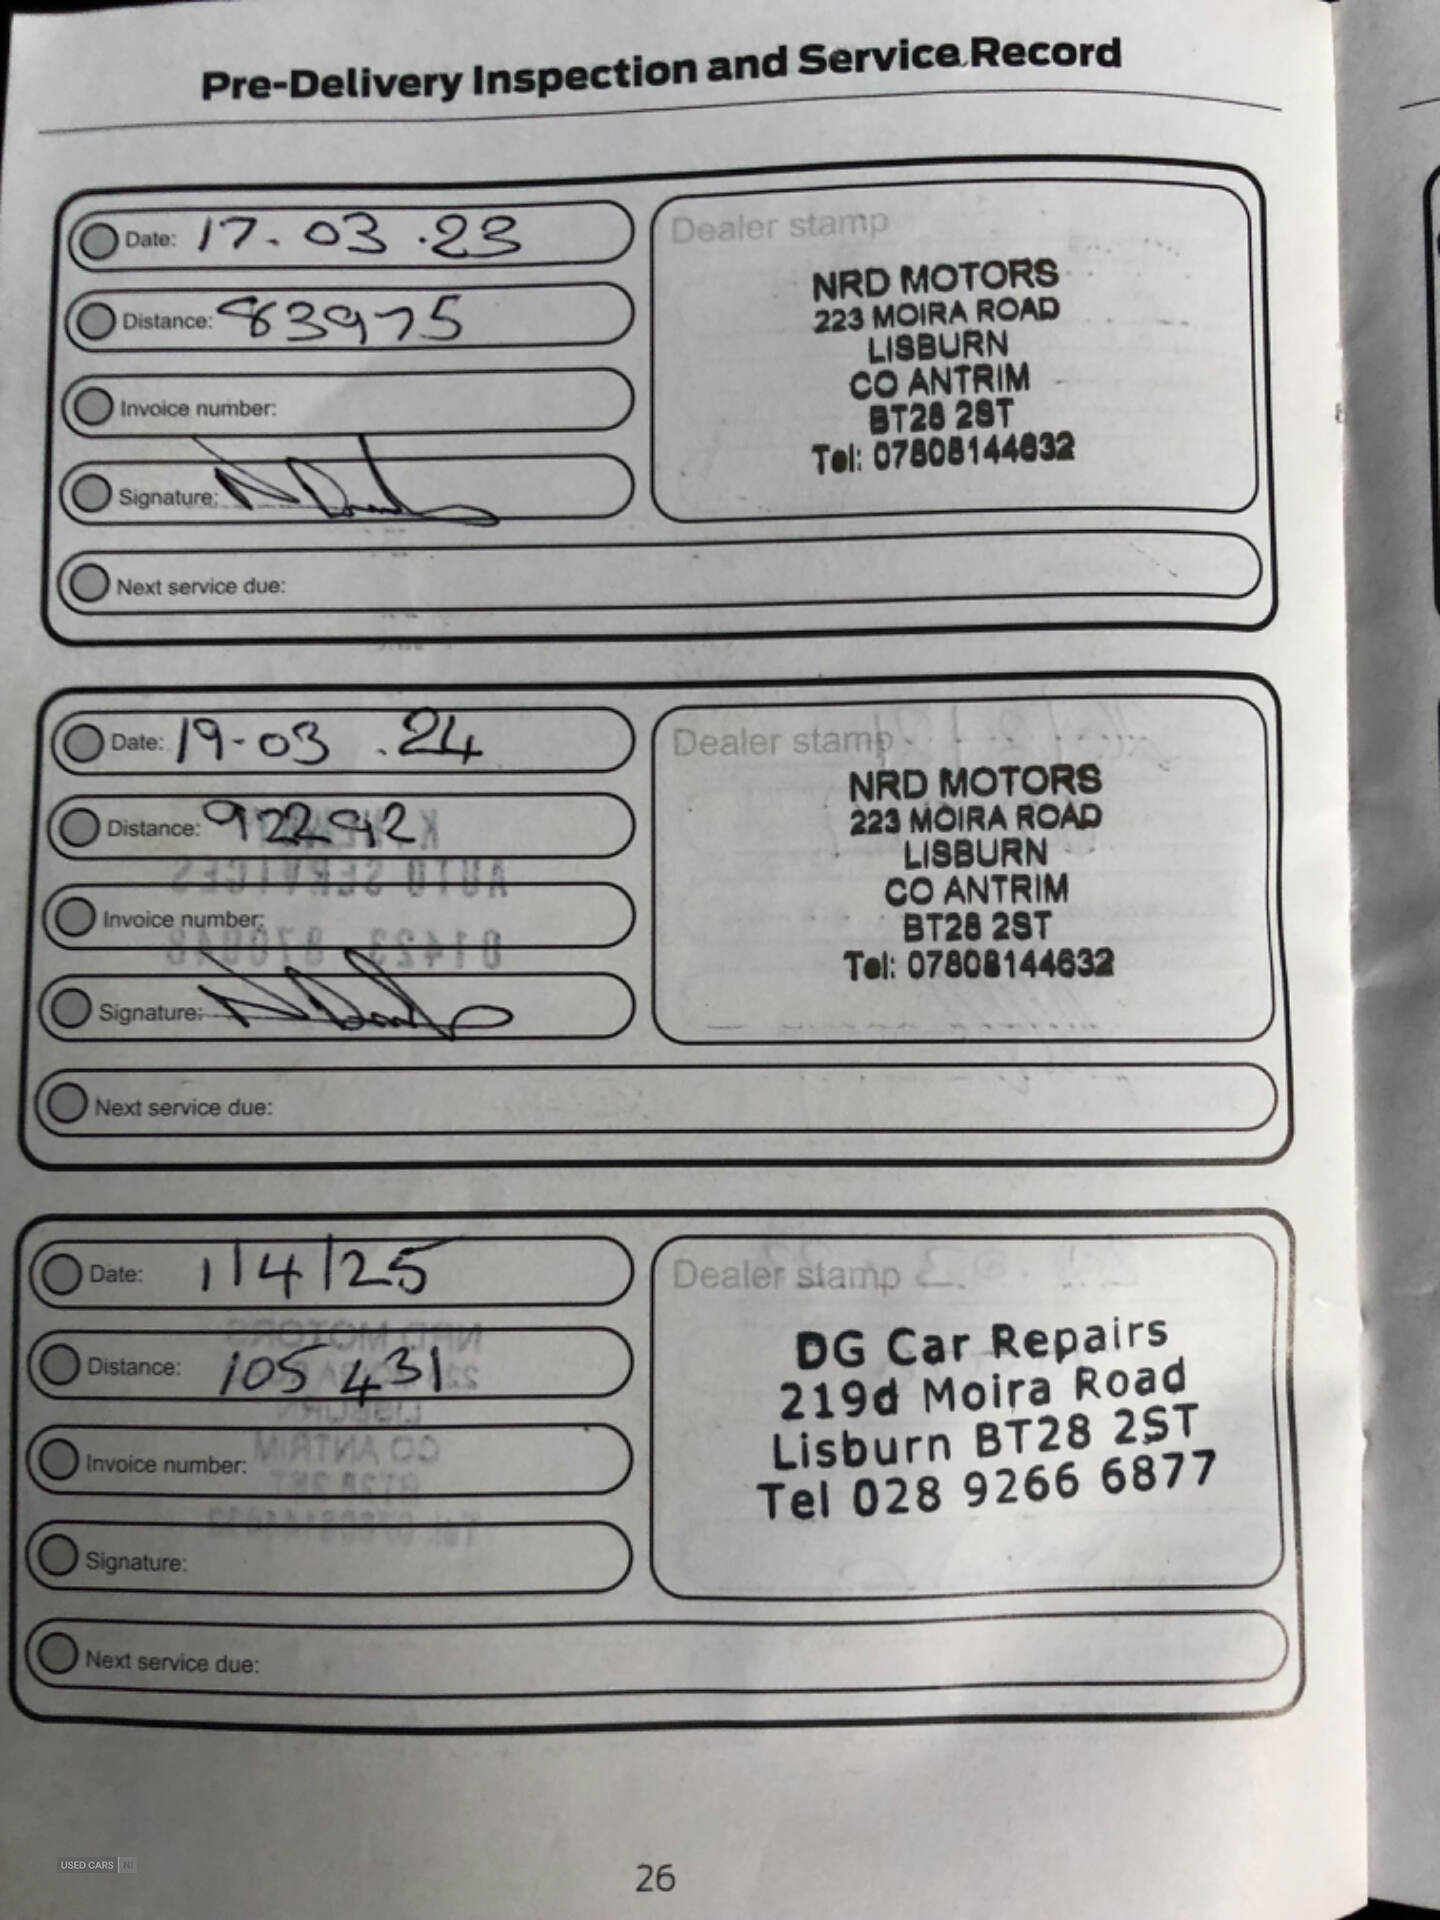 Pre-Delivery Inspection and Service Record
Date: 17.03.23
Distance: 83975
Invoice number:
Signature:
Next service due:
Dealer stamp
NRD MOTORS
223 MOIRA ROAD
LISBURN
CO ANTRIM
BT28 2ST
Tel: 07808144632
Date: 19-03.24
Distance: 92292
Invoice number:
Signature:
Next service due:
Dealer stamp
NRD MOTORS
223 MOIRA ROAD
LISBURN
CO ANTRIM
BT28 2ST
Tel: 07808144632
Date: 1/4/25
Distance: 105431
Invoice number:
Signature:
Next service due:
Dealer stamp
DG Car Repairs
219d Moira Road
Lisburn BT28 2ST
Tel 028 9266 6877
USED CARS NI
26